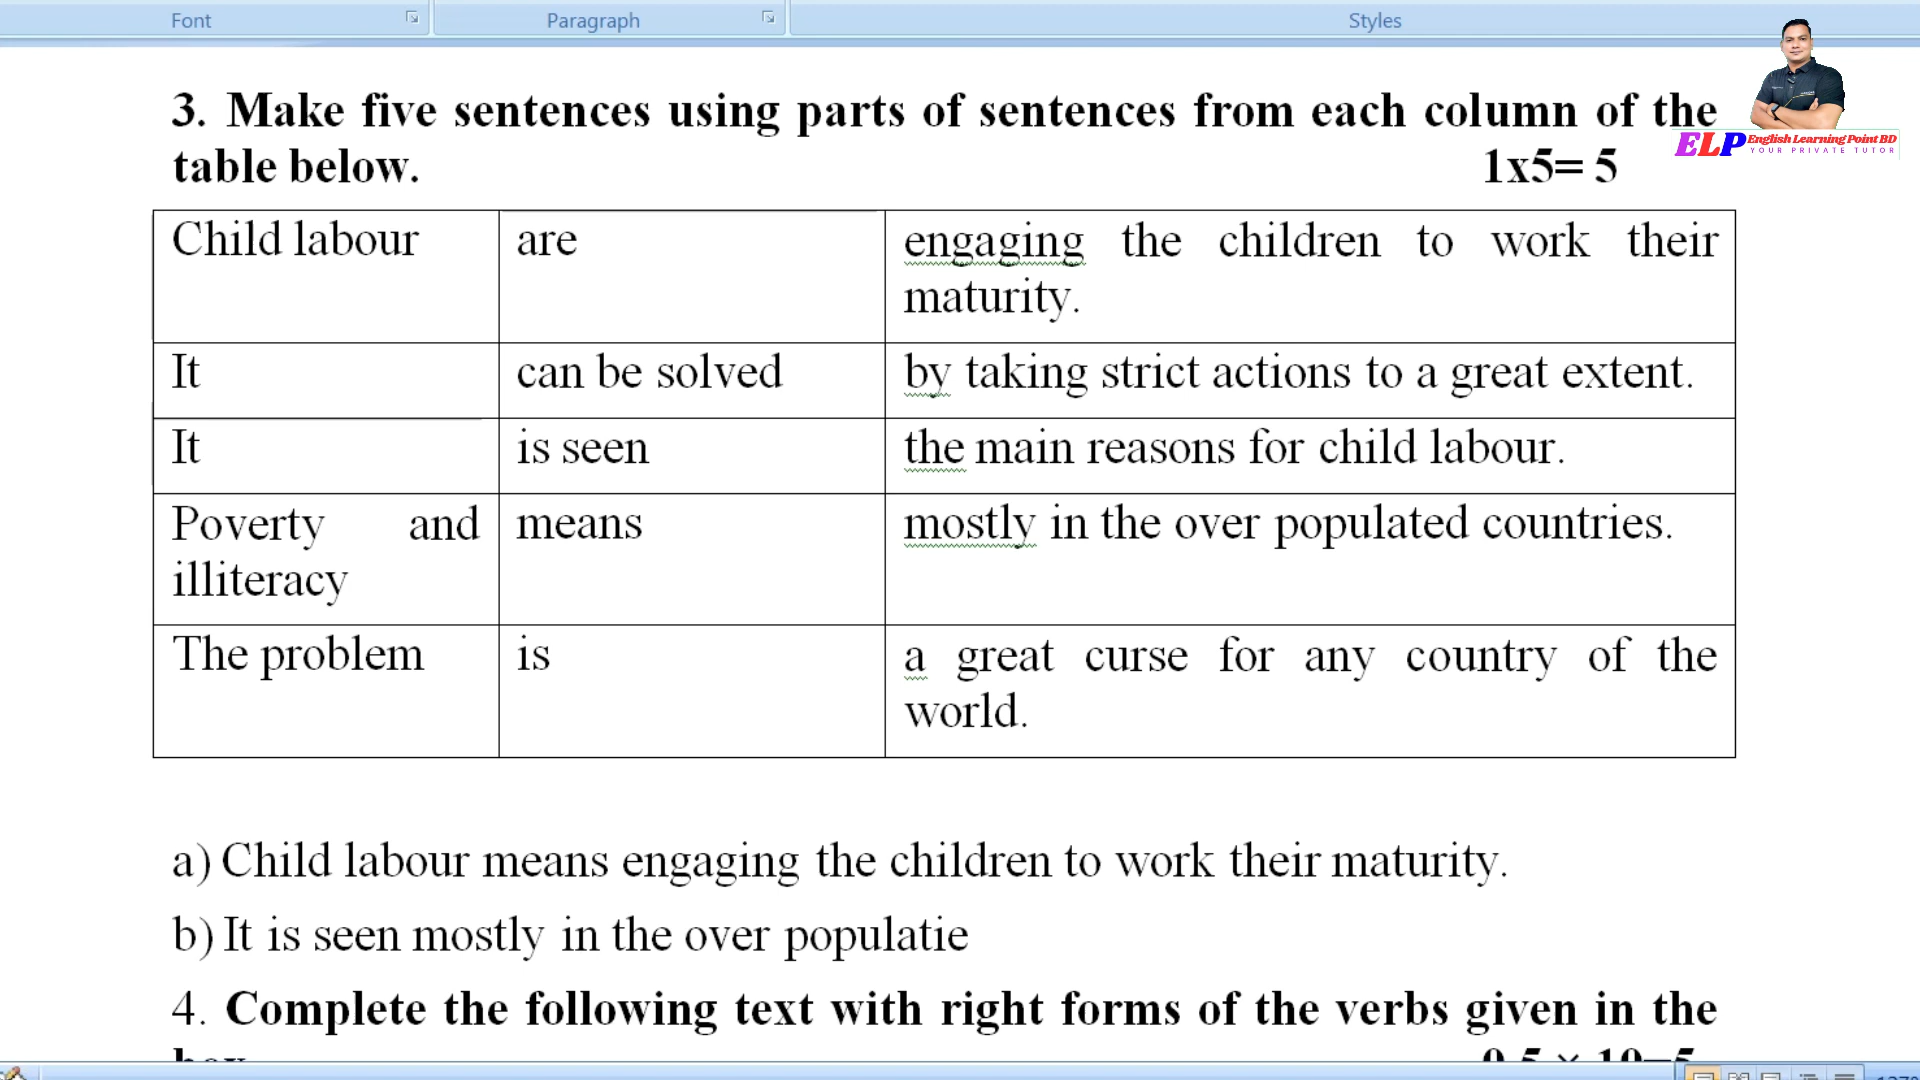 Font Paragraph Styles
3. Make five sentences using parts of sentences from each column of the
table below. 1x5= 5
ELP English Learning Point BD
YOUR PRIVATE TUTOR
Child labour are engaging the children to work their
maturity.
It can be solved by taking strict actions to a great extent.
It is seen the main reasons for child labour.
Poverty and means mostly in the over populated countries.
illiteracy
The problem is a great curse for any country of the
world.
a) Child labour means engaging the children to work their maturity.
b) It is seen mostly in the over populatie
4. Complete the following text with right forms of the verbs given in the